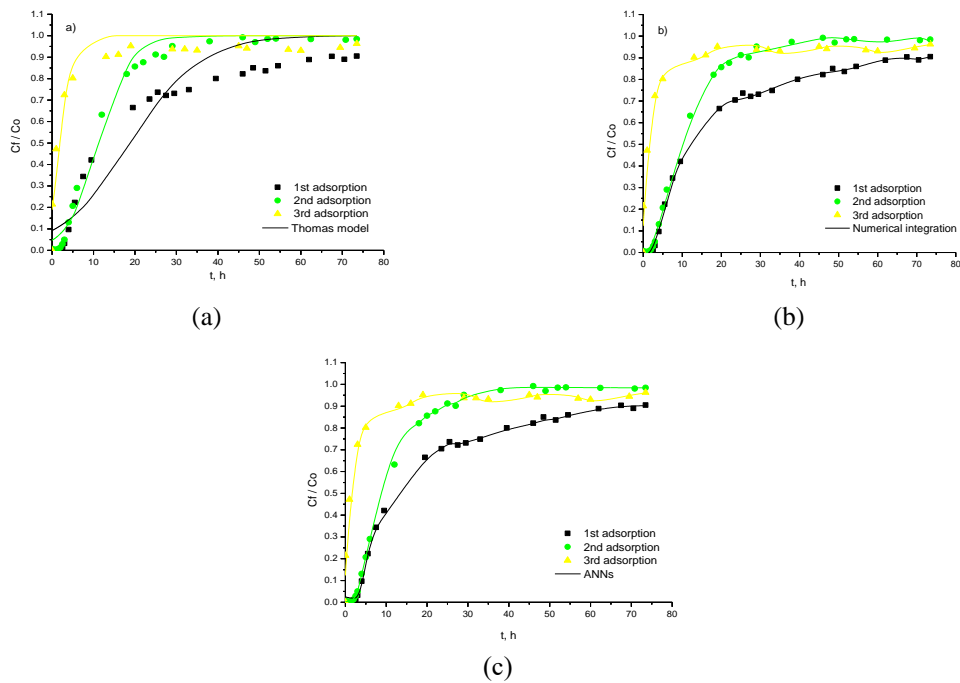 a)
1.1
1.0
0.9
0.8
0.7
0.6
0.5
0.4
0.3
0.2
0.1
0.0
Cf / Co
1st adsorption
2nd adsorption
3rd adsorption
Thomas model
0 10 20 30 40 50 60 70 80
t, h
(a)
b)
1.1
1.0
0.9
0.8
0.7
0.6
0.5
0.4
0.3
0.2
0.1
0.0
Cf / Co
1st adsorption
2nd adsorption
3rd adsorption
Numerical integration
0 10 20 30 40 50 60 70 80
t, h
(b)
1.1
1.0
0.9
0.8
0.7
0.6
0.5
0.4
0.3
0.2
0.1
0.0
Cf / Co
1st adsorption
2nd adsorption
3rd adsorption
ANNs
0 10 20 30 40 50 60 70 80
t, h
(c)